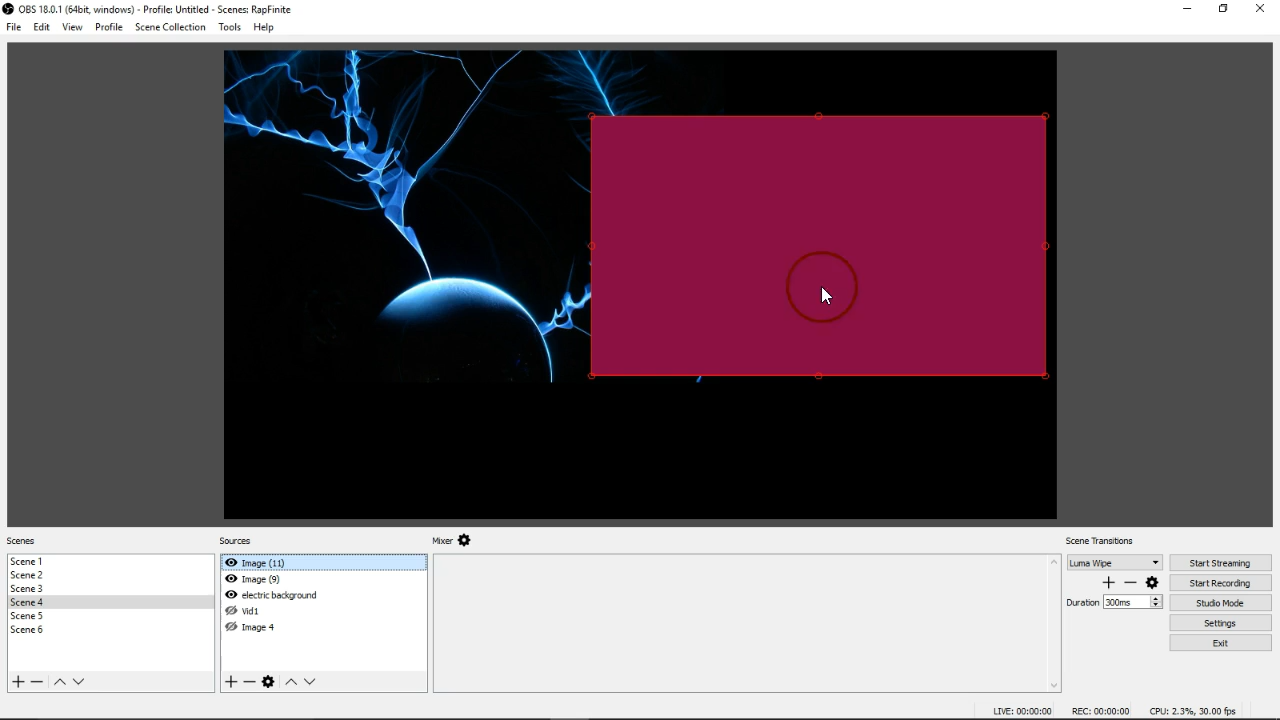 OBS 18.0.1 (64bit, windows) - Profile: Untitled - Scenes: RapFinite
File Edit View Profile Scene Collection Tools Help
Scenes
Scene 1
Scene 2
Scene 3
Scene 4
Scene 5
Scene 6
Sources
Image (11)
Image (9)
electric background
Vid1
Image 4
Mixer
Scene Transitions
Luma Wipe
Duration 300ms
Start Streaming
Start Recording
Studio Mode
Settings
Exit
LIVE: 00:00:00 REC: 00:00:00 CPU: 2.3%, 30.00 fps